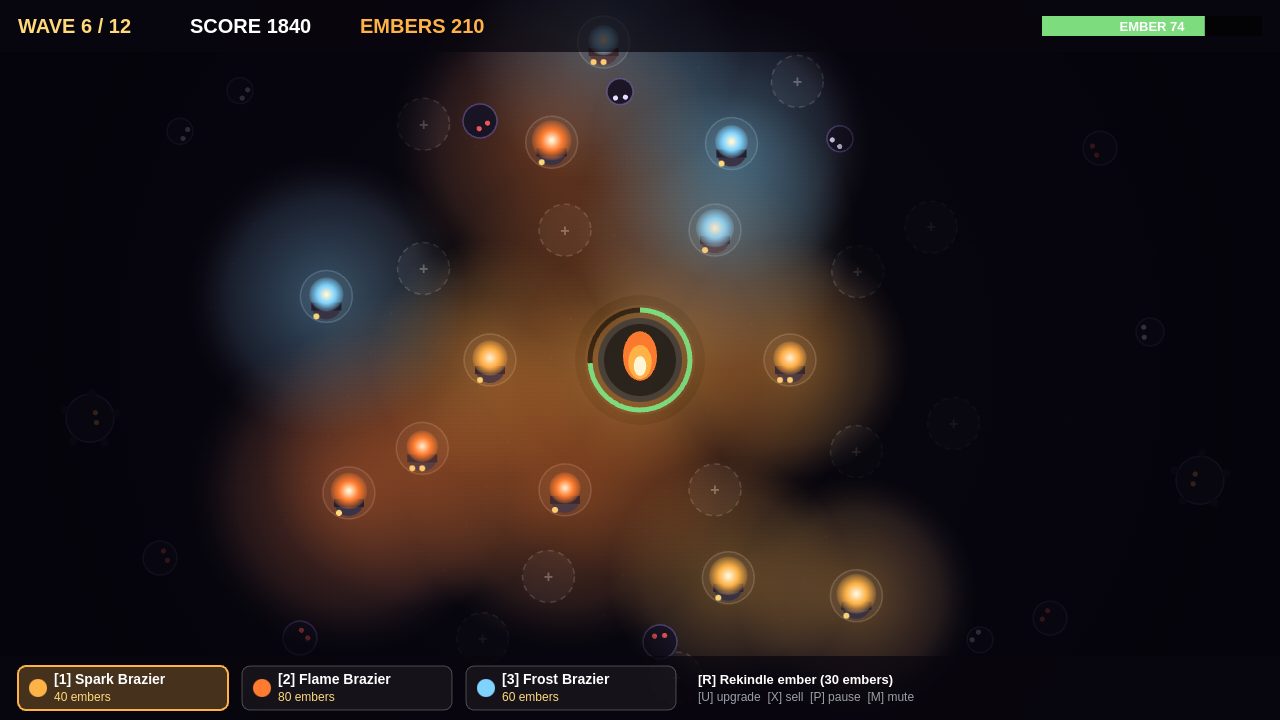 WAVE 6 / 12
SCORE 1840
EMBERS 210
EMBER 74
[1] Spark Brazier
40 embers
[2] Flame Brazier
80 embers
[3] Frost Brazier
60 embers
[R] Rekindle ember (30 embers)
[U] upgrade [X] sell [P] pause [M] mute